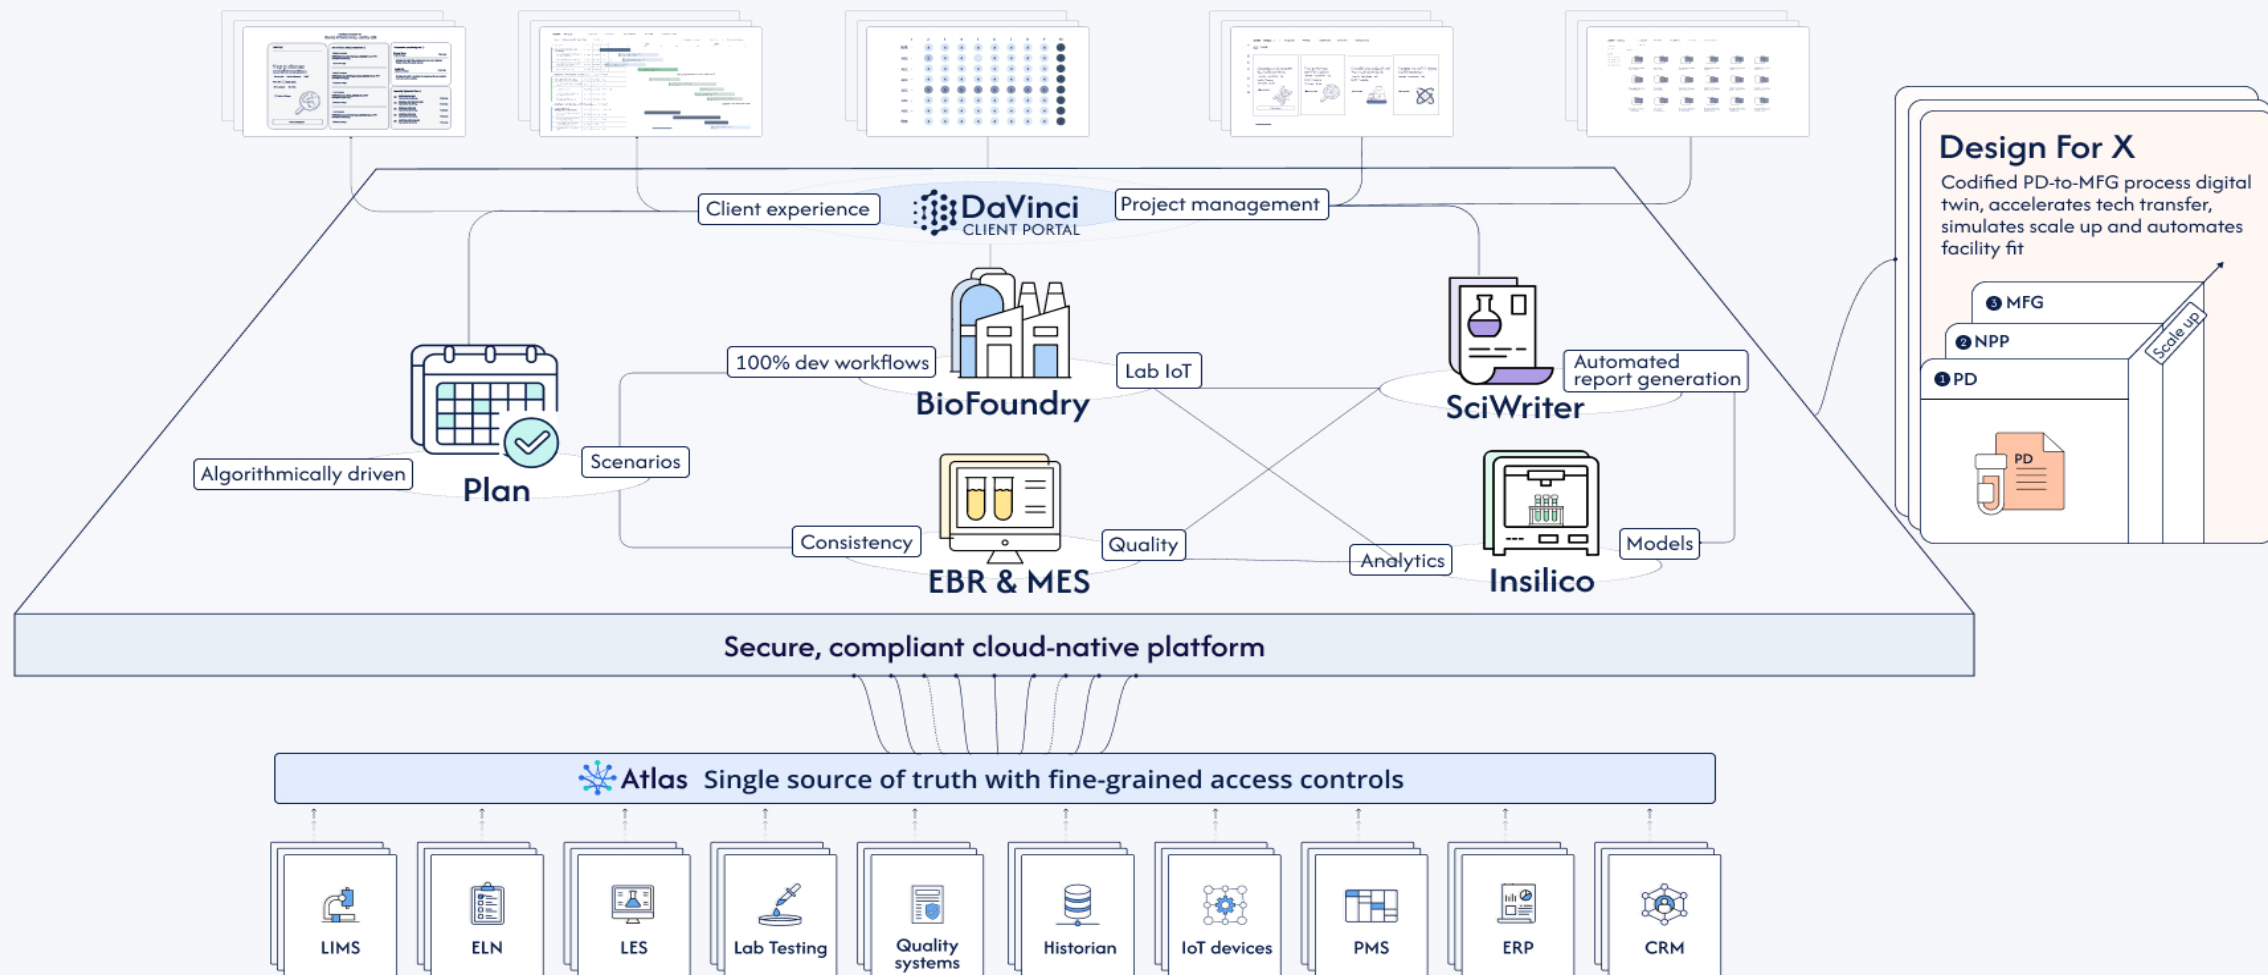 Design For X
Codified PD-to-MFG process digital
twin, accelerates tech transfer,
simulates scale up and automates
facility fit
3 MFG
2 NPP
1 PD
Scale up
PD
Client experience
DaVinci
CLIENT PORTAL
Project management
100% dev workflows
Lab IoT
BioFoundry
Automated
report generation
SciWriter
Algorithmically driven
Scenarios
Plan
Consistency
Quality
EBR & MES
Analytics
Models
Insilico
Secure, compliant cloud-native platform
Atlas Single source of truth with fine-grained access controls
LIMS
ELN
LES
Lab Testing
Quality
systems
Historian
IoT devices
PMS
ERP
CRM